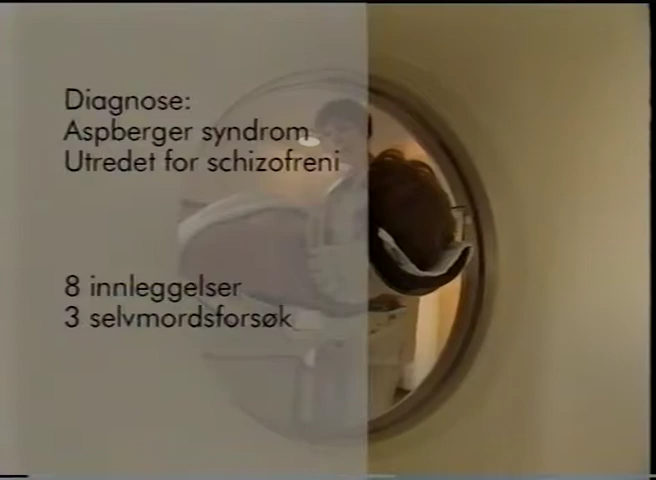 Diagnose:
Aspberger syndrom
Utredet for schizofreni
8 innleggelser
3 selvmordsforsøk